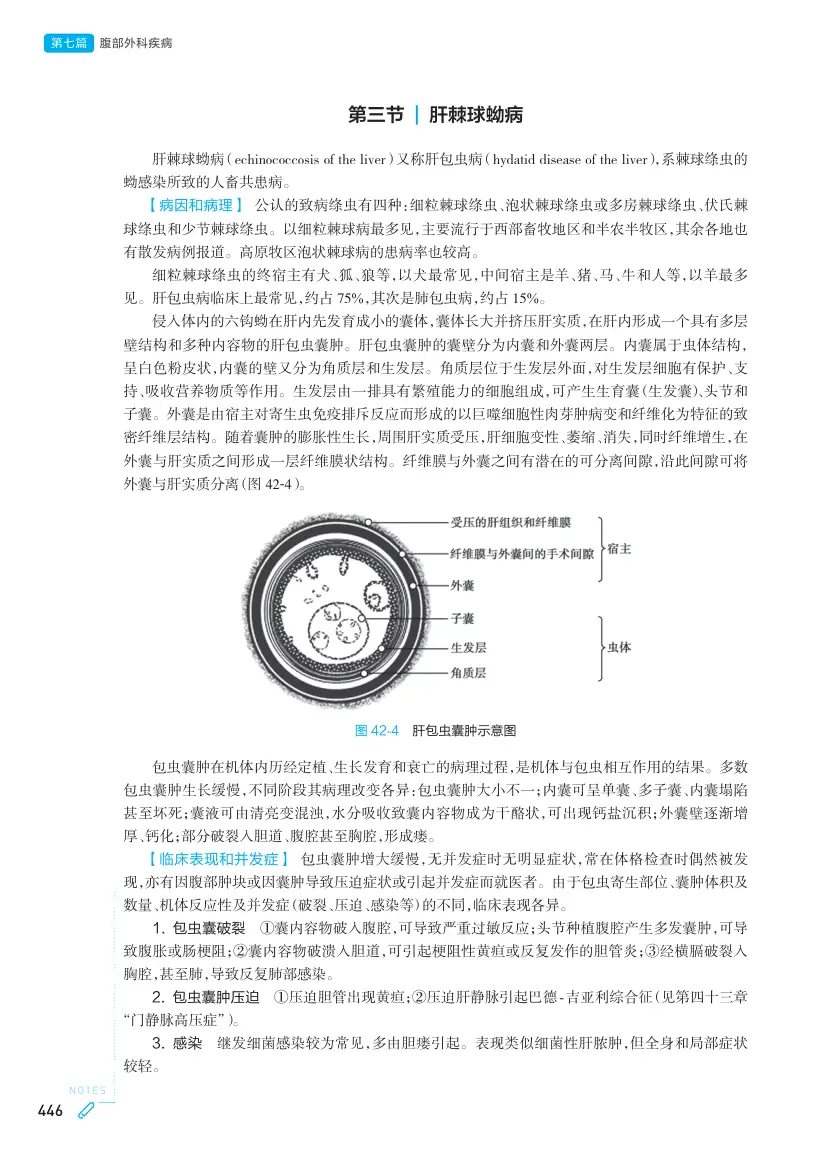 第七篇 腹部外科疾病
第三节 | 肝棘球蚴病
肝棘球蚴病(echinococcosis of the liver)又称肝包虫病(hydatid disease of the liver),系棘球绦虫的
蚴感染所致的人畜共患病。
【病因和病理】 公认的致病绦虫有四种:细粒棘球绦虫、泡状棘球绦虫或多房棘球绦虫、伏氏棘
球绦虫和少节棘球绦虫。以细粒棘球病最多见,主要流行于西部畜牧地区和半农半牧区,其余各地也
有散发病例报道。高原牧区泡状棘球病的患病率也较高。
细粒棘球绦虫的终宿主有犬、狐、狼等,以犬最常见,中间宿主是羊、猪、马、牛和人等,以羊最多
见。肝包虫病临床上最常见,约占 75%,其次是肺包虫病,约占 15%。
侵入体内的六钩蚴在肝内先发育成小的囊体,囊体长大并挤压肝实质,在肝内形成一个具有多层
壁结构和多种内容物的肝包虫囊肿。肝包虫囊肿的囊壁分为内囊和外囊两层。内囊属于虫体结构,
呈白色粉皮状,内囊的壁又分为角质层和生发层。角质层位于生发层外面,对生发层细胞有保护、支
持、吸收营养物质等作用。生发层由一排具有繁殖能力的细胞组成,可产生生育囊(生发囊)、头节和
子囊。外囊是由宿主对寄生虫免疫排斥反应而形成的以巨噬细胞性肉芽肿病变和纤维化为特征的致
密纤维层结构。随着囊肿的膨胀性生长,周围肝实质受压,肝细胞变性、萎缩、消失,同时纤维增生,在
外囊与肝实质之间形成一层纤维膜状结构。纤维膜与外囊之间有潜在的可分离间隙,沿此间隙可将
外囊与肝实质分离(图 42-4)。
受压的肝组织和纤维膜
纤维膜与外囊间的手术间隙
宿主
外囊
子囊
生发层
虫体
角质层
图 42-4 肝包虫囊肿示意图
包虫囊肿在机体内历经定植、生长发育和衰亡的病理过程,是机体与包虫相互作用的结果。多数
包虫囊肿生长缓慢,不同阶段其病理改变各异:包虫囊肿大小不一;内囊可呈单囊、多子囊、内囊塌陷
甚至坏死;囊液可由清亮变混浊,水分吸收致囊内容物成为干酪状,可出现钙盐沉积;外囊壁逐渐增
厚、钙化;部分破裂入胆道、腹腔甚至胸腔,形成瘘。
【临床表现和并发症】 包虫囊肿增大缓慢,无并发症时无明显症状,常在体格检查时偶然被发
现,亦有因腹部肿块或因囊肿导致压迫症状或引起并发症而就医者。由于包虫寄生部位、囊肿体积及
数量、机体反应性及并发症(破裂、压迫、感染等)的不同,临床表现各异。
1. 包虫囊破裂 ①囊内容物破入腹腔,可导致严重过敏反应;头节种植腹腔产生多发囊肿,可导
致腹胀或肠梗阻;②囊内容物破溃入胆道,可引起梗阻性黄疸或反复发作的胆管炎;③经横膈破裂入
胸腔,甚至肺,导致反复肺部感染。
2. 包虫囊肿压迫 ①压迫胆管出现黄疸;②压迫肝静脉引起巴德-吉亚利综合征(见第四十三章
“门静脉高压症”)。
3. 感染 继发细菌感染较为常见,多由胆瘘引起。表现类似细菌性肝脓肿,但全身和局部症状
较轻。
NOTES
446